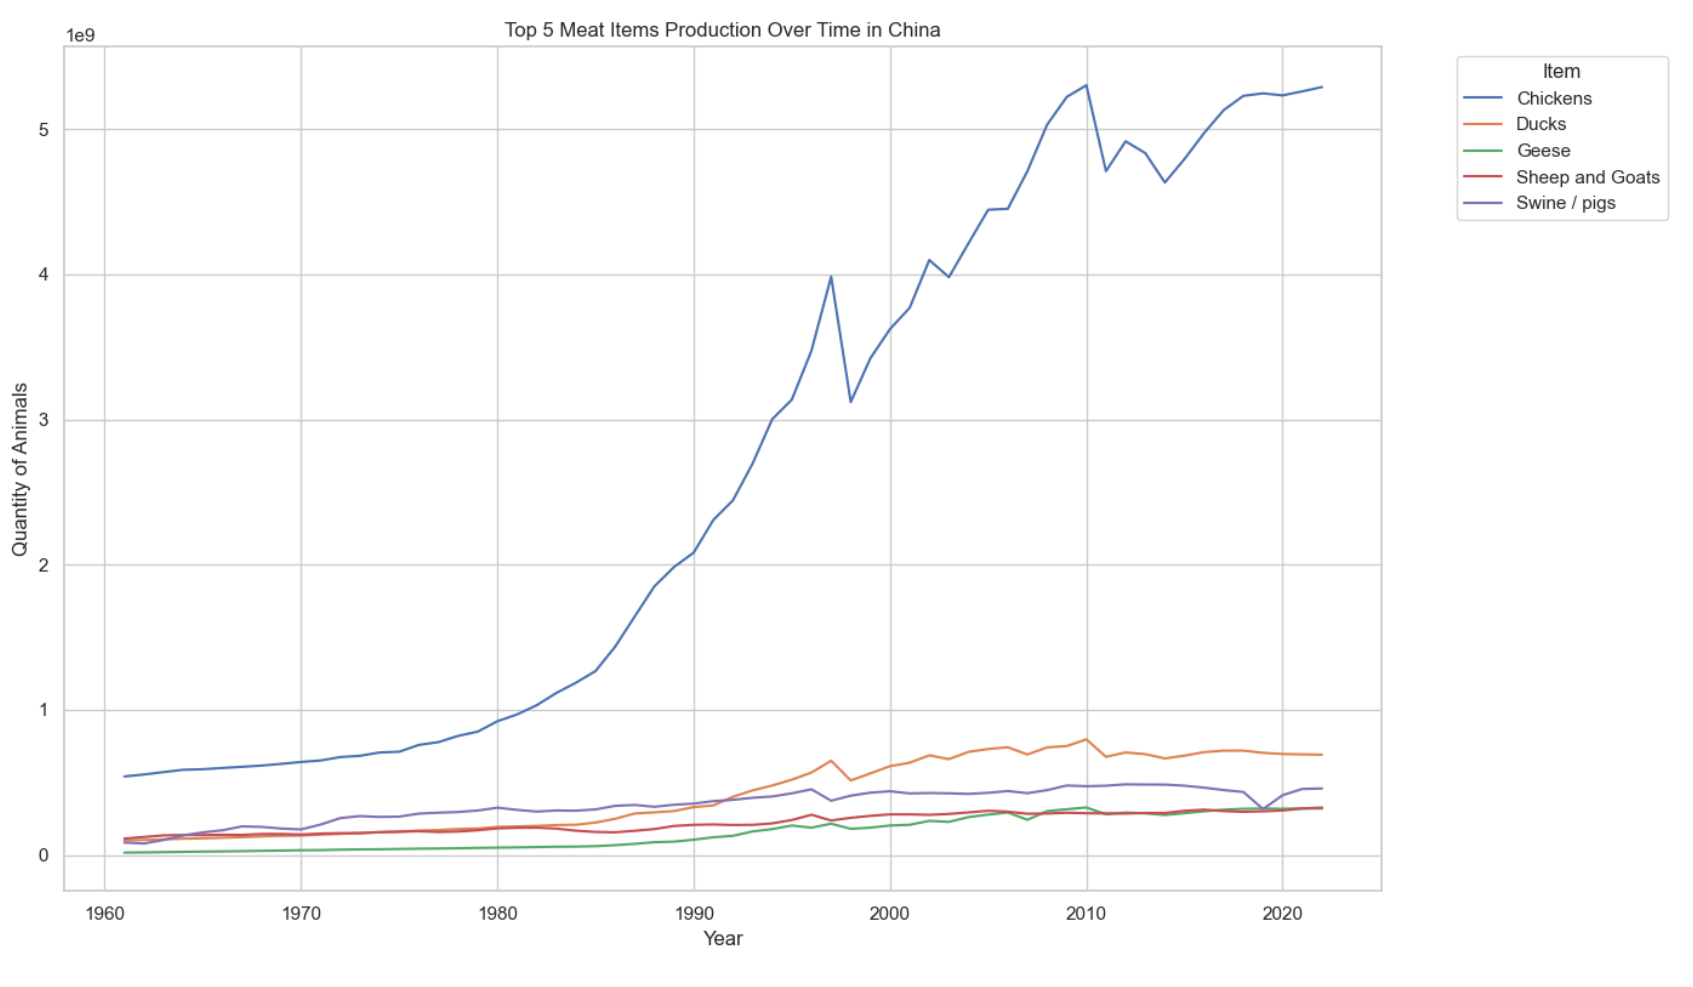 Top 5 Meat Items Production Over Time in China
1e9
5
4
3
2
1
0
Quantity of Animals
1960 1970 1980 1990 2000 2010 2020
Year
Item
Chickens
Ducks
Geese
Sheep and Goats
Swine / pigs